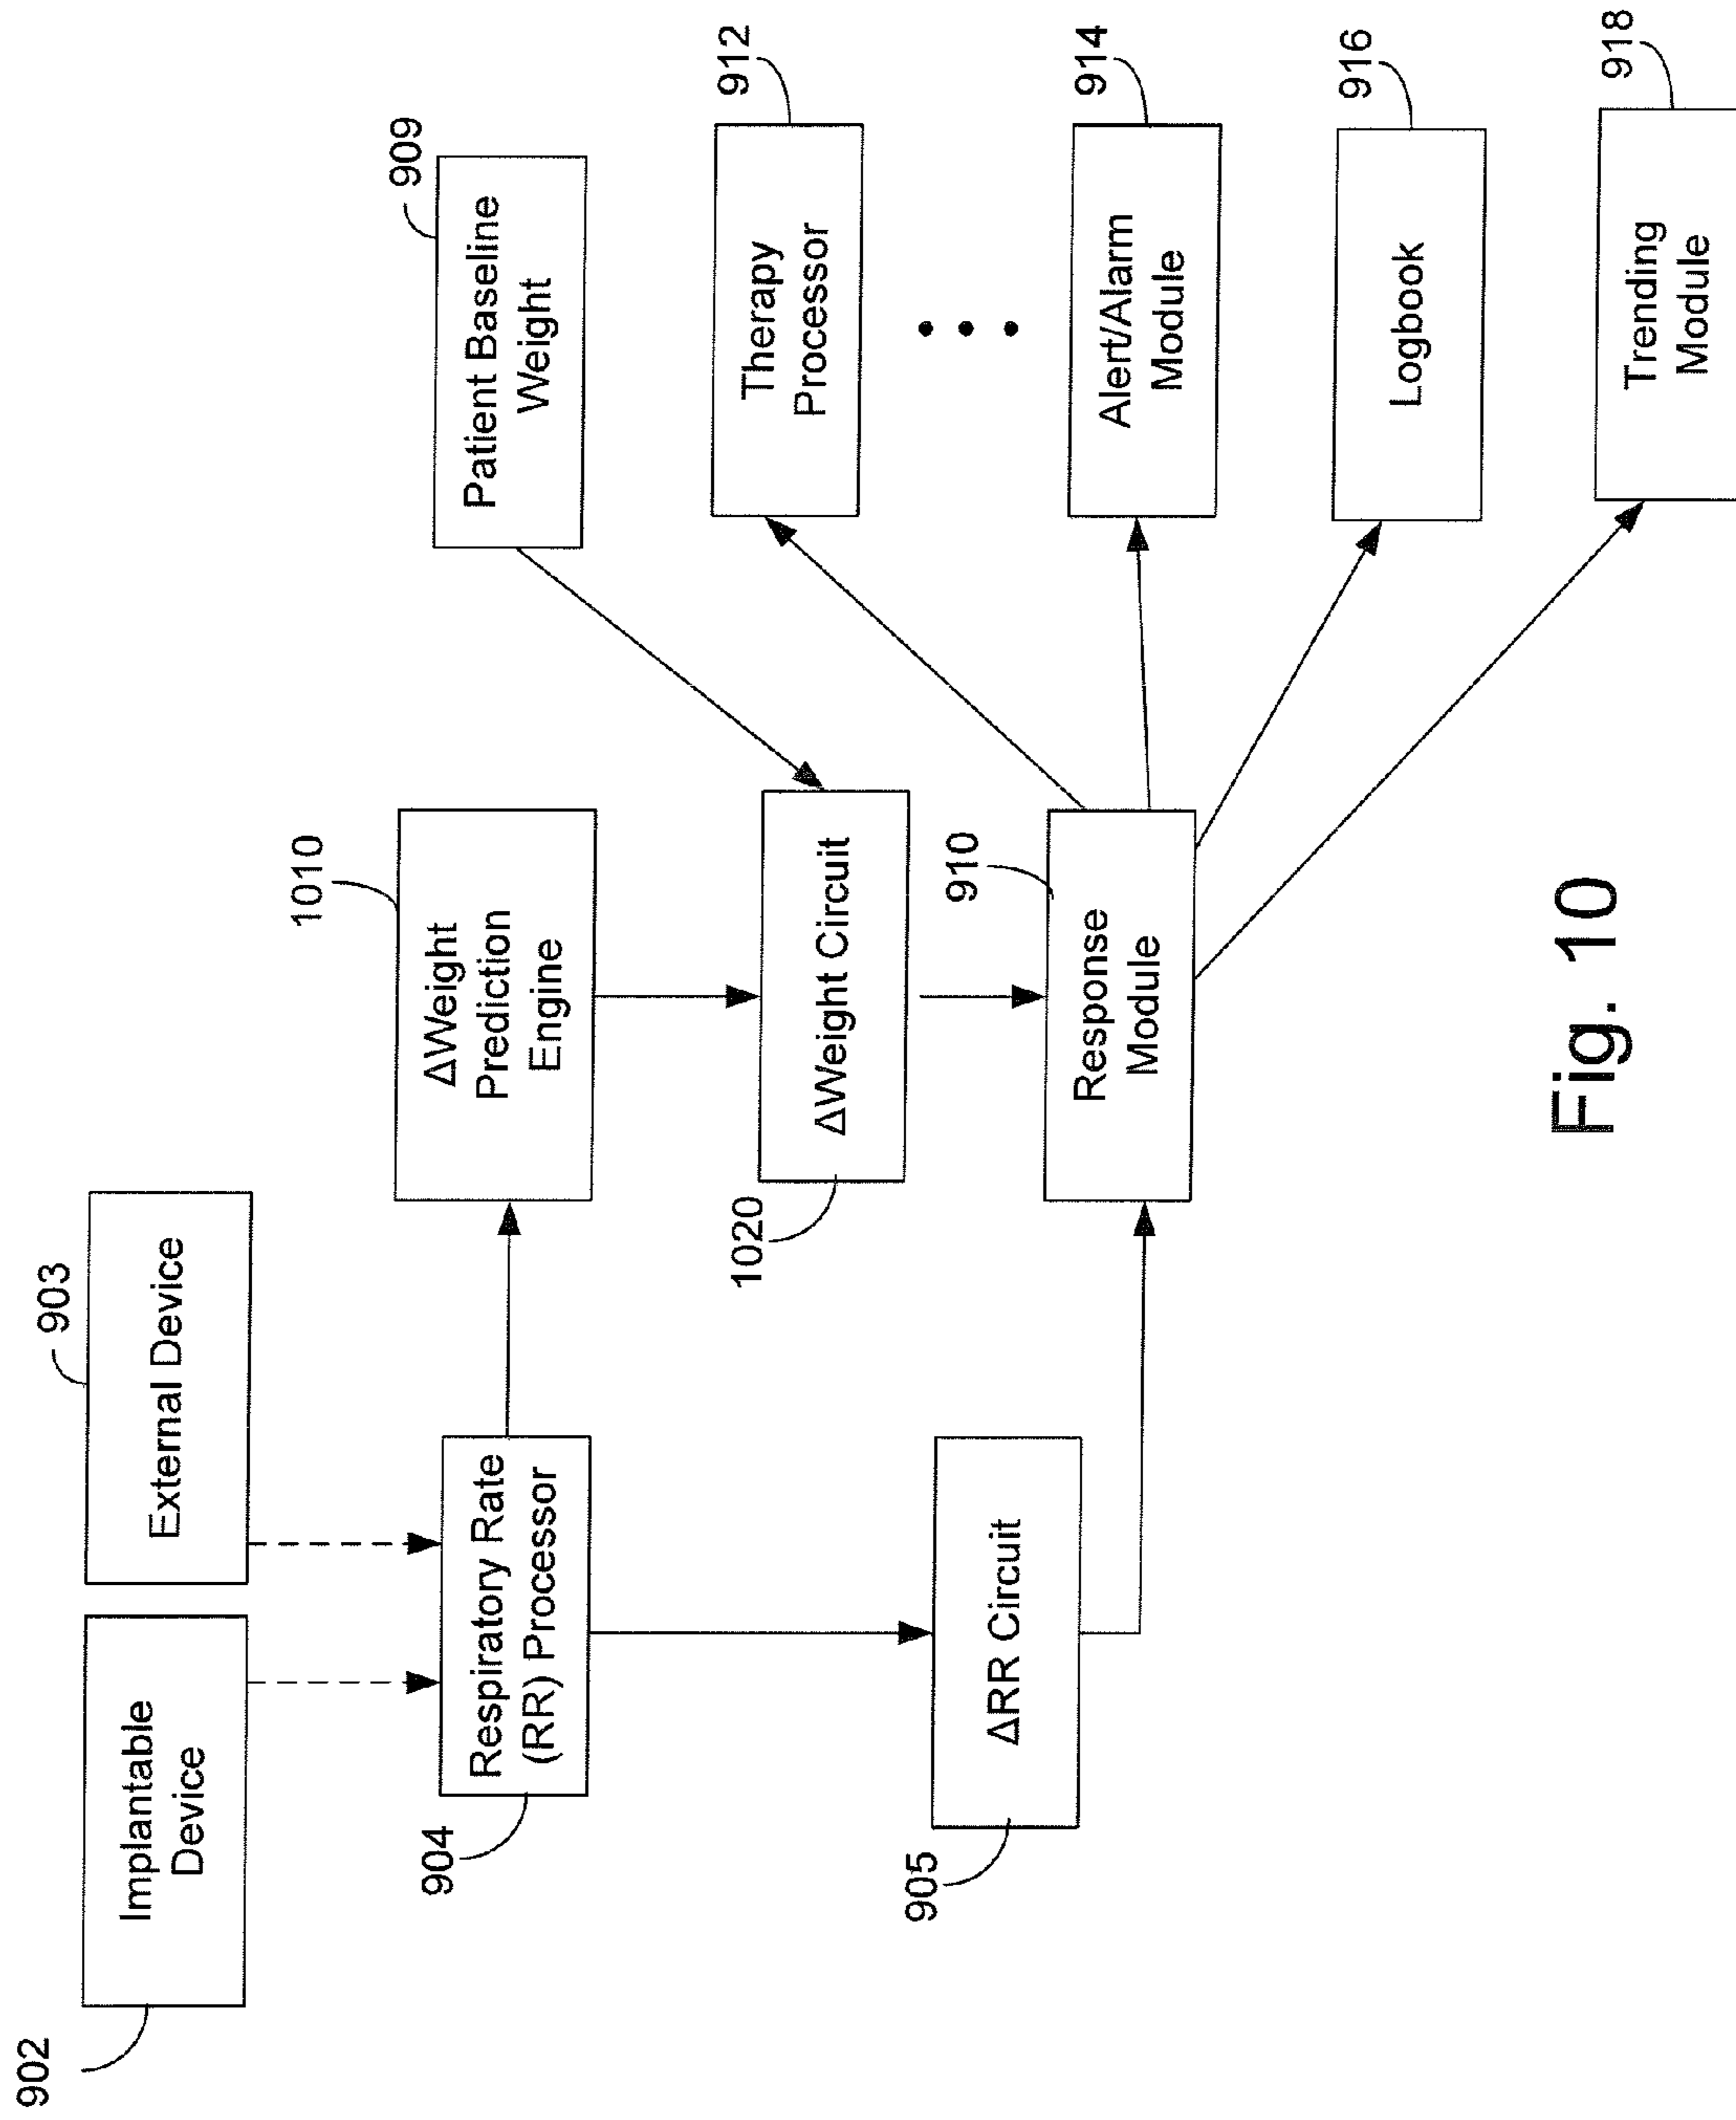 902
Implantable
Device
903
External Device
904
Respiratory Rate
(RR) Processor
905
ΔRR Circuit
1010
ΔWeight
Prediction
Engine
1020
ΔWeight Circuit
910
Response
Module
909
Patient Baseline
Weight
912
Therapy
Processor
914
Alert/Alarm
Module
916
Logbook
918
Trending
Module
Fig. 10